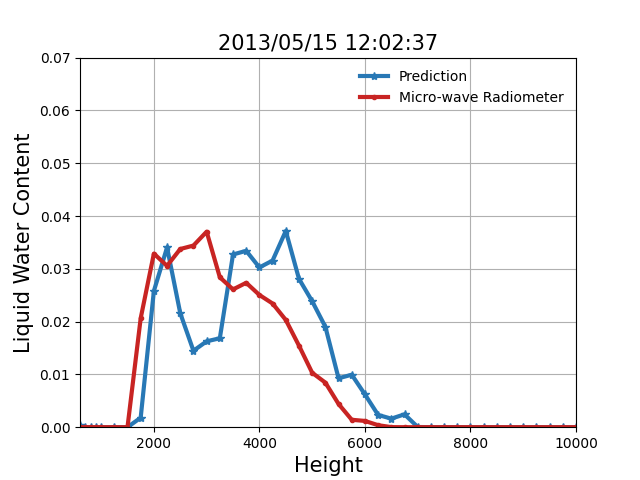 2013/05/15 12:02:37
Prediction
Micro-wave Radiometer
Liquid Water Content
0.07
0.06
0.05
0.04
0.03
0.02
0.01
0.00
2000 4000 6000 8000 10000
Height